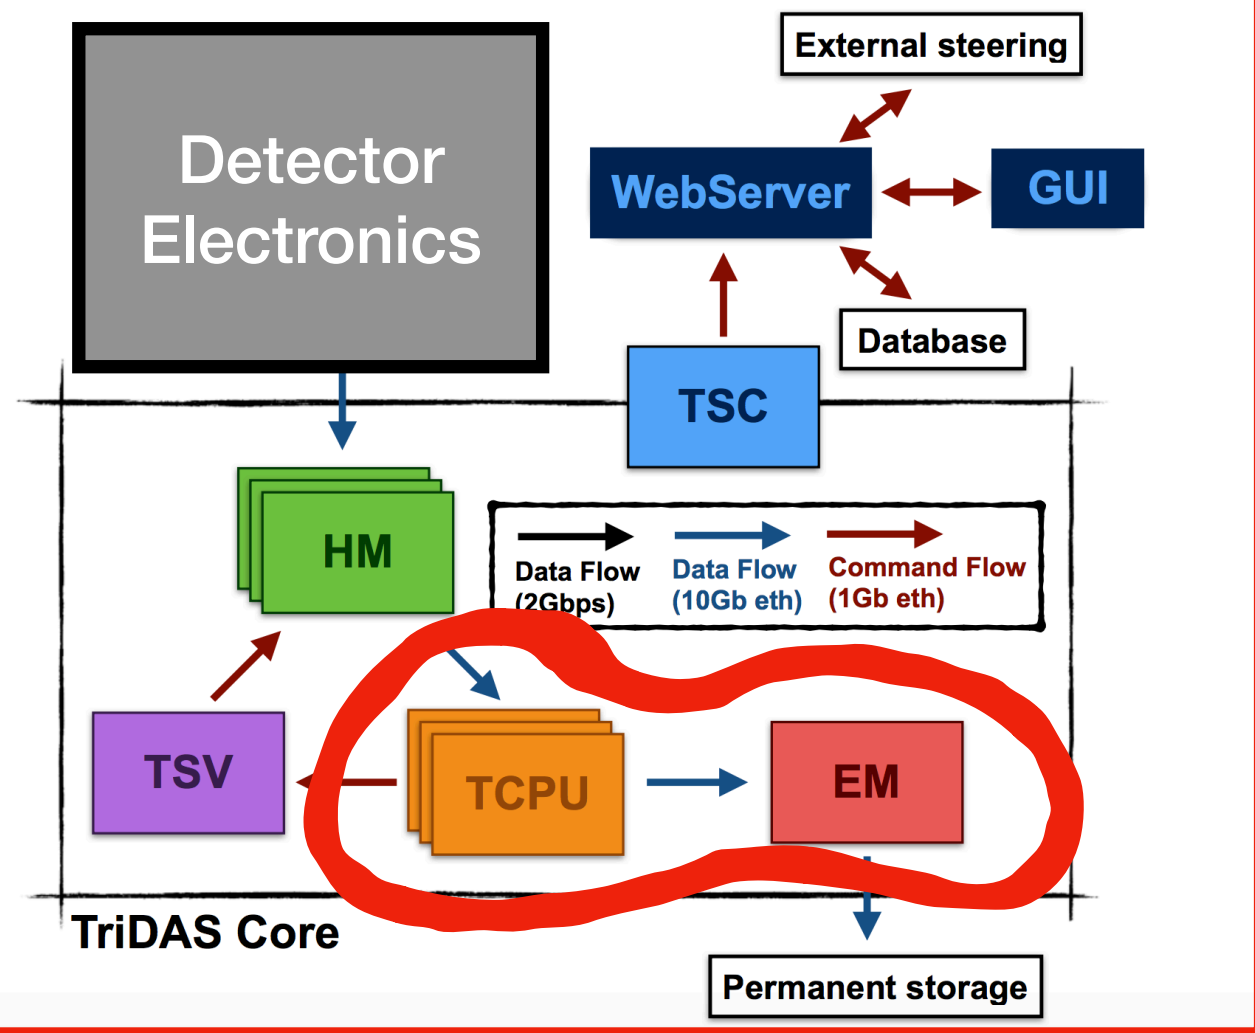 External steering
Detector
Electronics
WebServer
GUI
Database
TSC
HM
Data Flow
(2Gbps)
Data Flow
(10Gb eth)
Command Flow
(1Gb eth)
TSV
TCPU
EM
TriDAS Core
Permanent storage